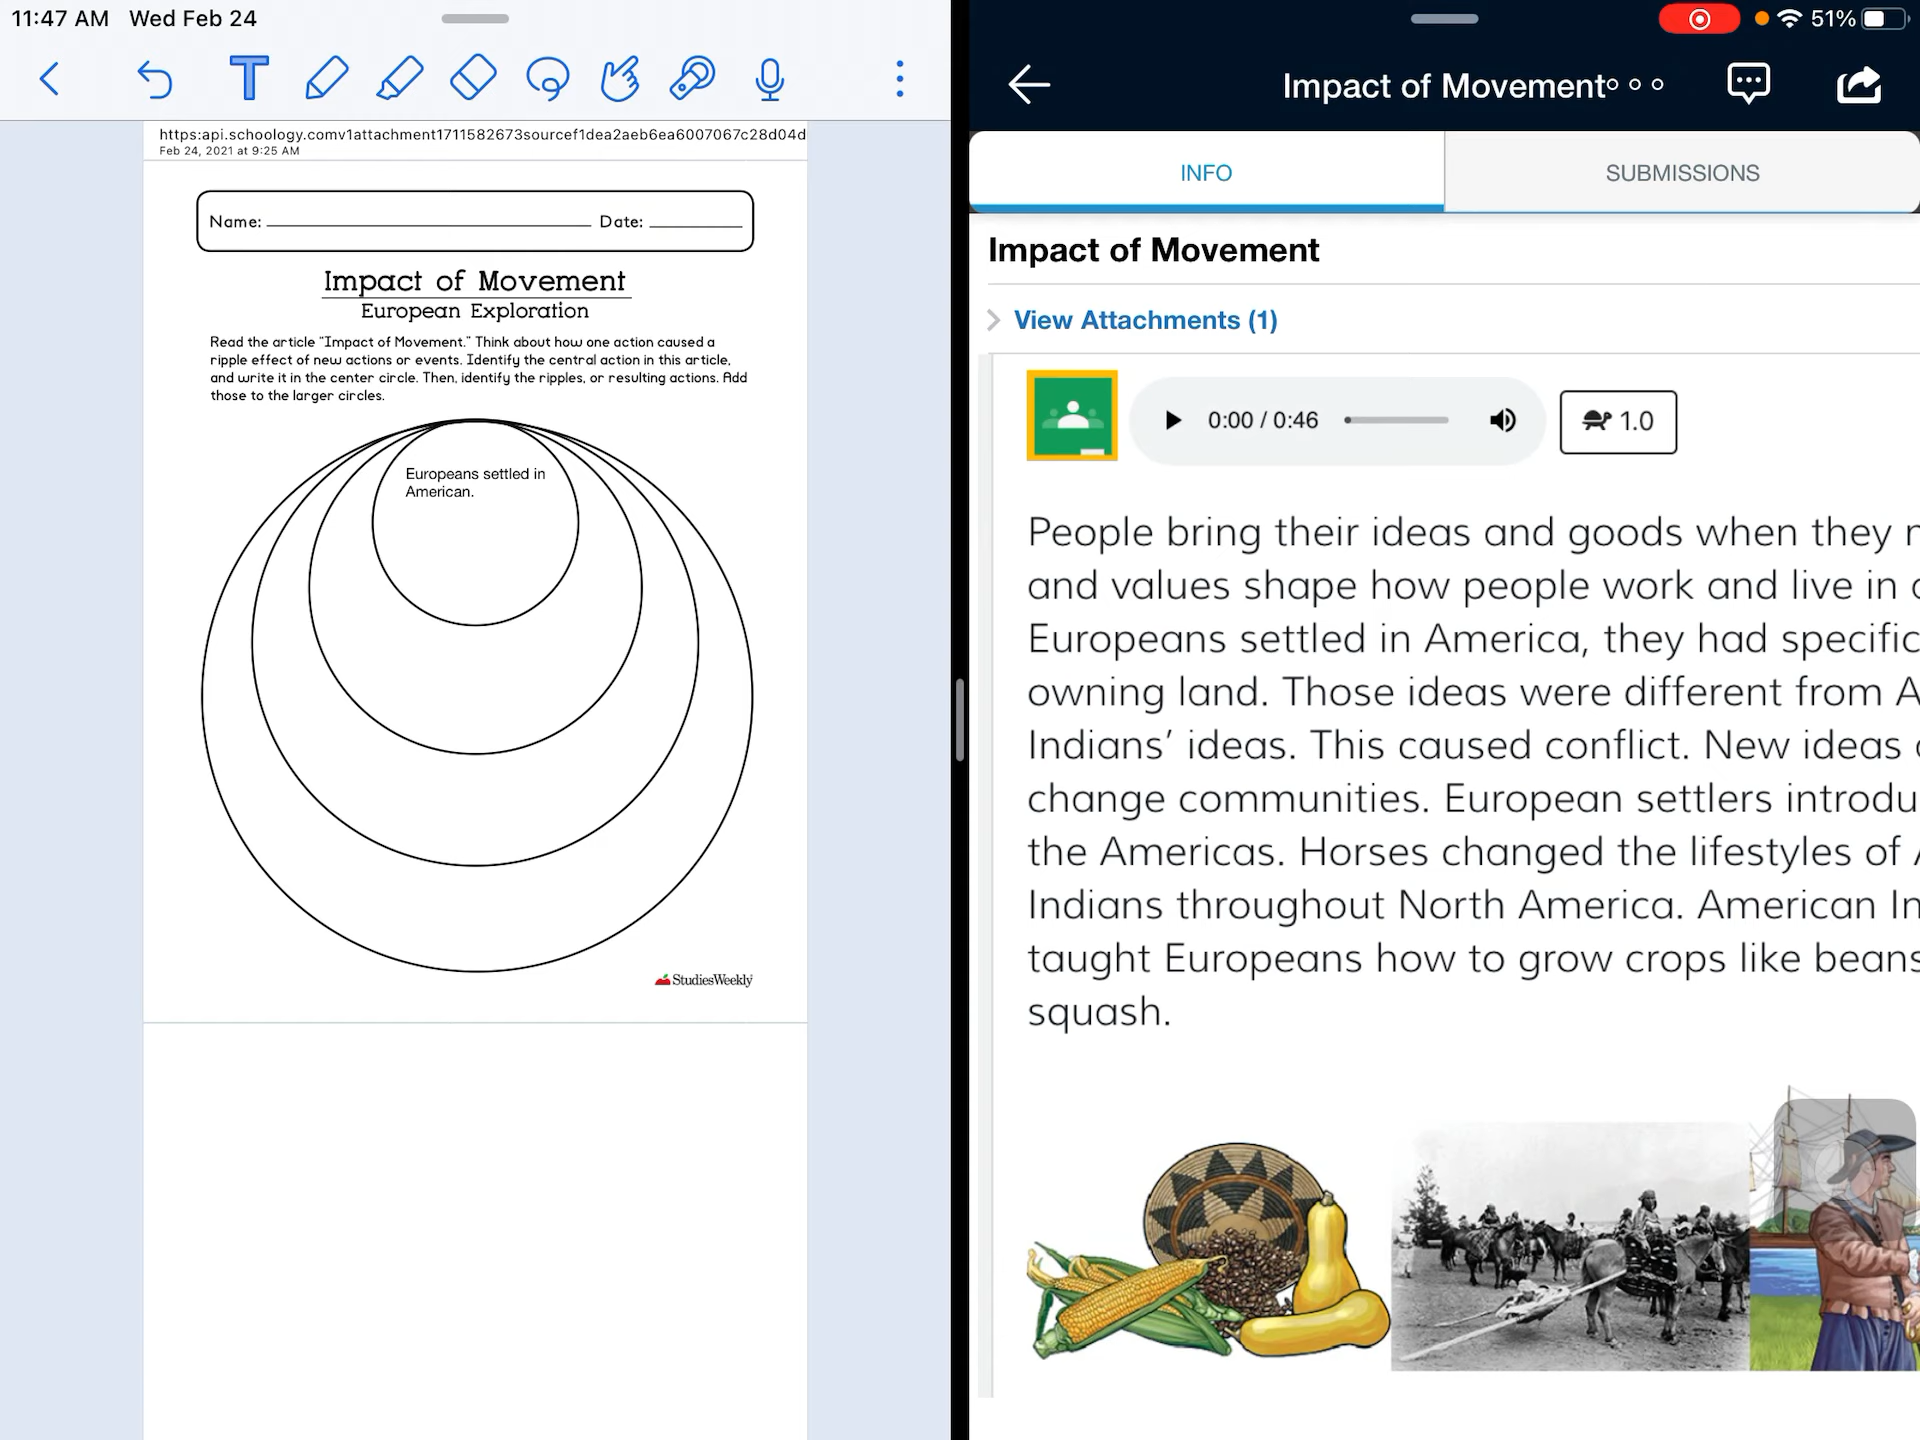 11:47 AM Wed Feb 24
https:api.schoology.comv1attachment1711582673sourcef1dea2aeb6ea6007067c28d04d
Feb 24, 2021 at 9:25 AM
Name: Date:
Impact of Movement
European Exploration
Read the article "Impact of Movement." Think about how one action caused a
ripple effect of new actions or events. Identify the central action in this article,
and write it in the center circle. Then, identify the ripples, or resulting actions. Add
those to the larger circles.
Europeans settled in
American.
StudiesWeekly
51%
Impact of Movement
INFO
SUBMISSIONS
Impact of Movement
View Attachments (1)
0:00 / 0:46
1.0
People bring their ideas and goods when they
and values shape how people work and live in
Europeans settled in America, they had specific
owning land. Those ideas were different from A
Indians' ideas. This caused conflict. New ideas
change communities. European settlers introdu
the Americas. Horses changed the lifestyles of
Indians throughout North America. American In
taught Europeans how to grow crops like beans
squash.